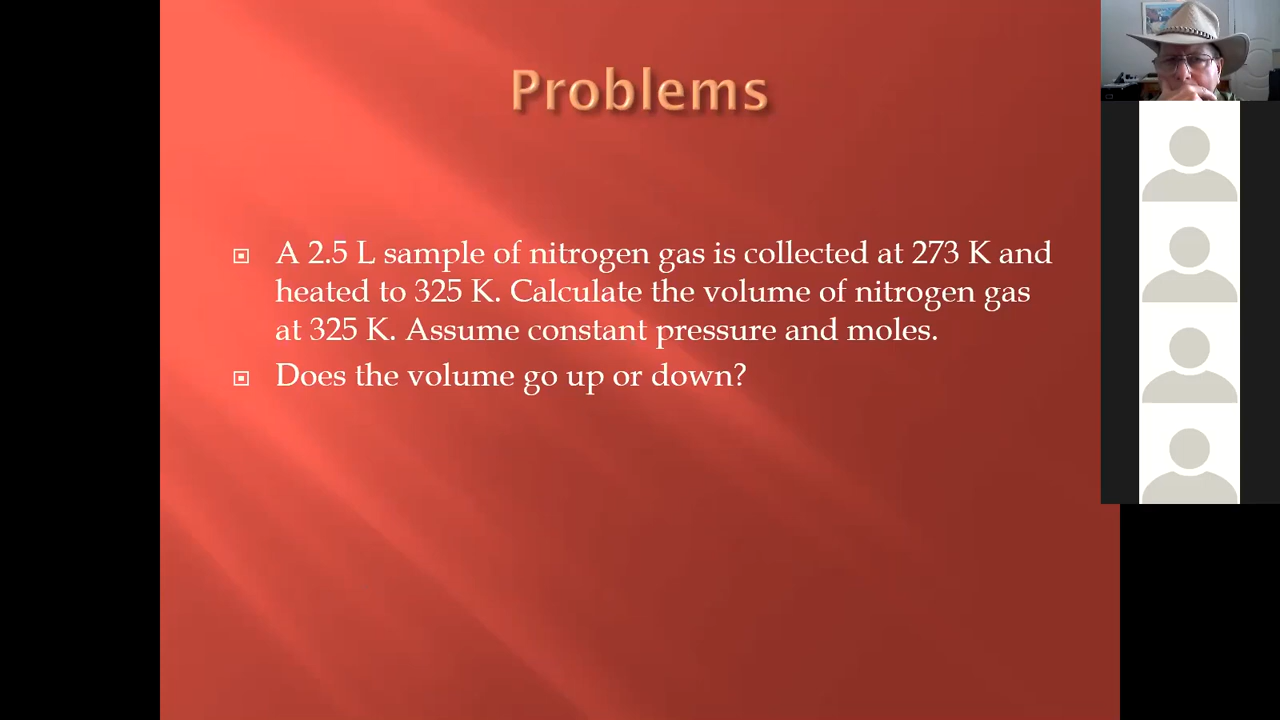 Problems
A 2.5 L sample of nitrogen gas is collected at 273 K and
heated to 325 K. Calculate the volume of nitrogen gas
at 325 K. Assume constant pressure and moles.
Does the volume go up or down?